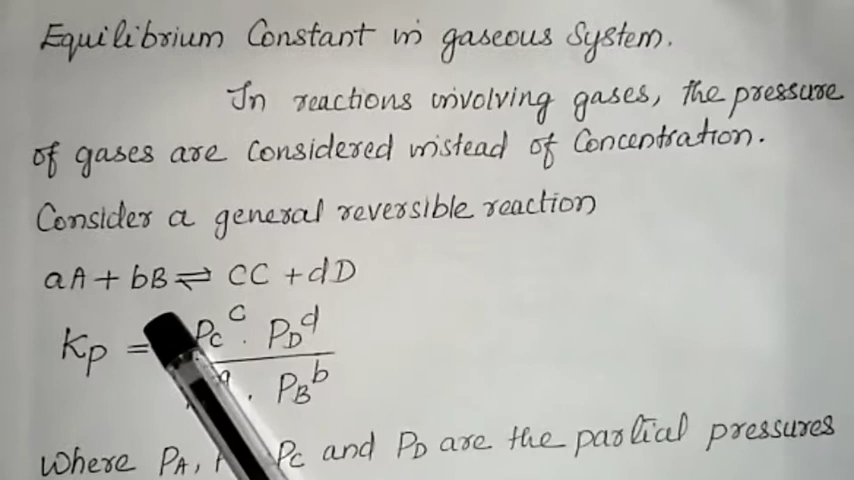 Equilibrium Constant in gaseous System.
In reactions involving gases, the pressure
of gases are Considered instead of Concentration.
Consider a general reversible reaction
aA + bB ⇌ CC + dD
Kp = Pc^c . PD^d
. PB^b
Where PA, Pc and PD are the partial pressures